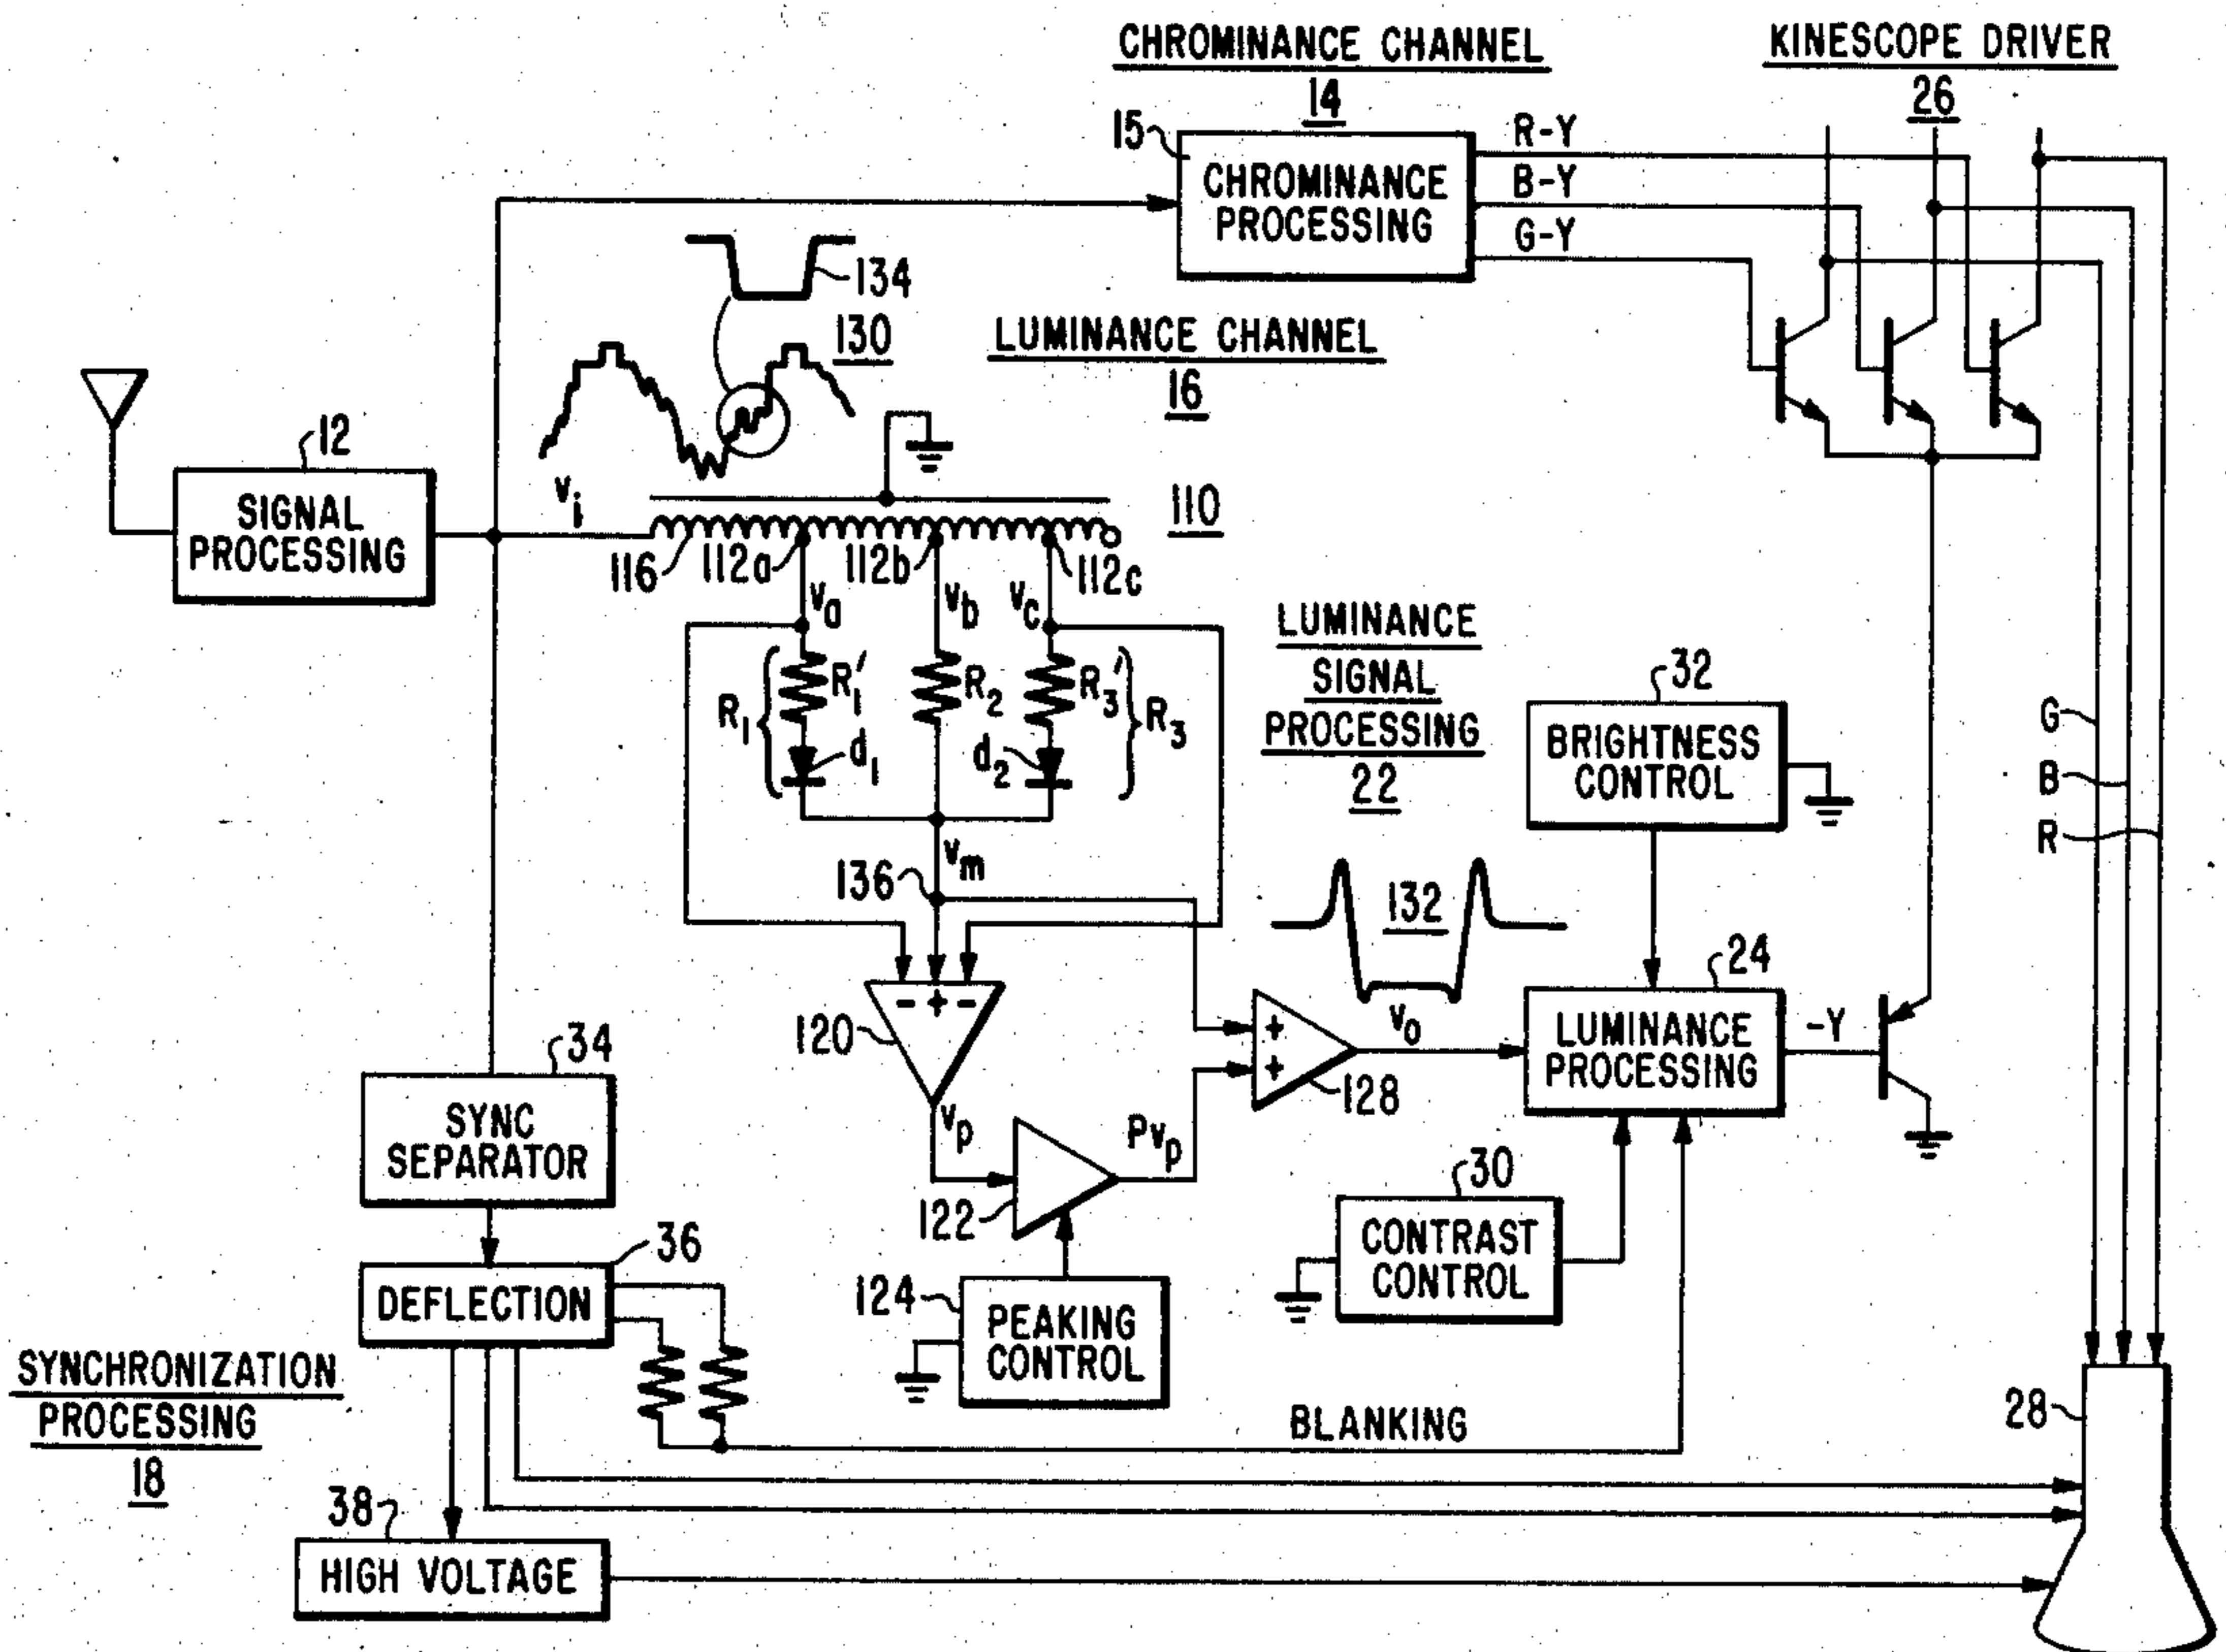 CHROMINANCE CHANNEL
14
KINESCOPE DRIVER
26
15
CHROMINANCE
PROCESSING
R-Y
B-Y
G-Y
134
130
LUMINANCE CHANNEL
16
12
SIGNAL
PROCESSING
vi
110
116
112a
112b
112c
va
vb
vc
R1
R1'
R2
R3'
R3
d1
d2
LUMINANCE
SIGNAL
PROCESSING
22
32
BRIGHTNESS
CONTROL
G
B
R
vm
136
132
120
- + -
+
+
128
vo
24
LUMINANCE
PROCESSING
-Y
34
SYNC
SEPARATOR
vp
Pvp
122
30
CONTRAST
CONTROL
36
DEFLECTION
124
PEAKING
CONTROL
SYNCHRONIZATION
PROCESSING
18
BLANKING
28
38
HIGH VOLTAGE